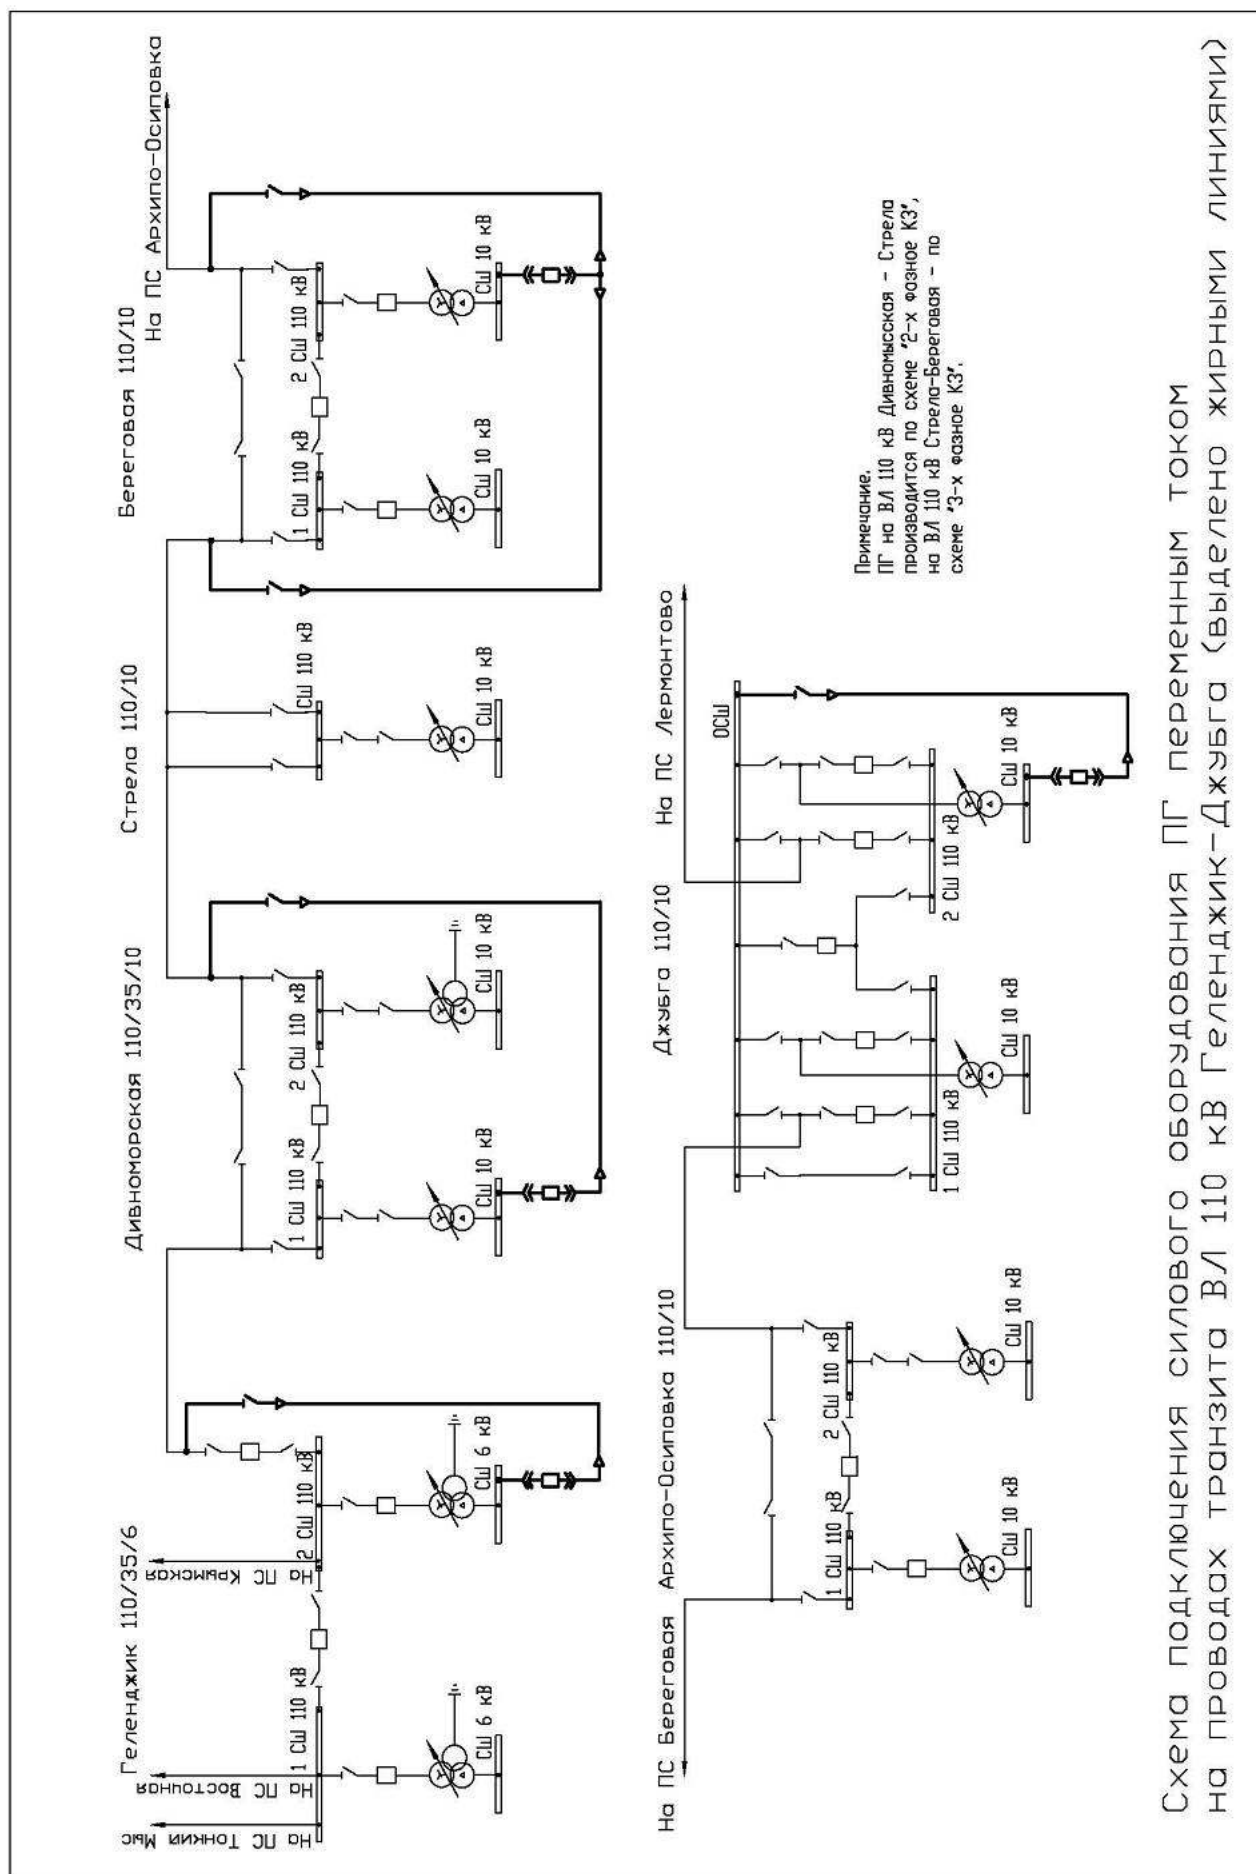 Геленджик 110/35/6
На ПС Тонкий Мыс
На ПС Восточная
1 СШ 110 кВ
СШ 6 кВ
На ПС Крымская
2 СШ 110 кВ
СШ 6 кВ
Дивноморская 110/35/10
1 СШ 110 кВ
СШ 10 кВ
2 СШ 110 кВ
СШ 10 кВ
Стрела 110/10
СШ 110 кВ
СШ 10 кВ
Береговая 110/10
На ПС Архипо-Осиповка
1 СШ 110 кВ
СШ 10 кВ
2 СШ 110 кВ
СШ 10 кВ
На ПС Береговая
Архипо-Осиповка 110/10
1 СШ 110 кВ
СШ 10 кВ
2 СШ 110 кВ
СШ 10 кВ
Джубга 110/10
На ПС Лермонтово
ОСШ
1 СШ 110 кВ
СШ 10 кВ
2 СШ 110 кВ
СШ 10 кВ
Примечание.
ПГ на ВЛ 110 кВ Дивномысская - Стрела
производится по схеме "2-х фазное КЗ",
на ВЛ 110 кВ Стрела-Береговая - по
схеме "3-х фазное КЗ".
Схема подключения силового оборудования ПГ переменным током
на проводах транзита ВЛ 110 кВ Геленджик-Джубга (выделено жирными линиями)